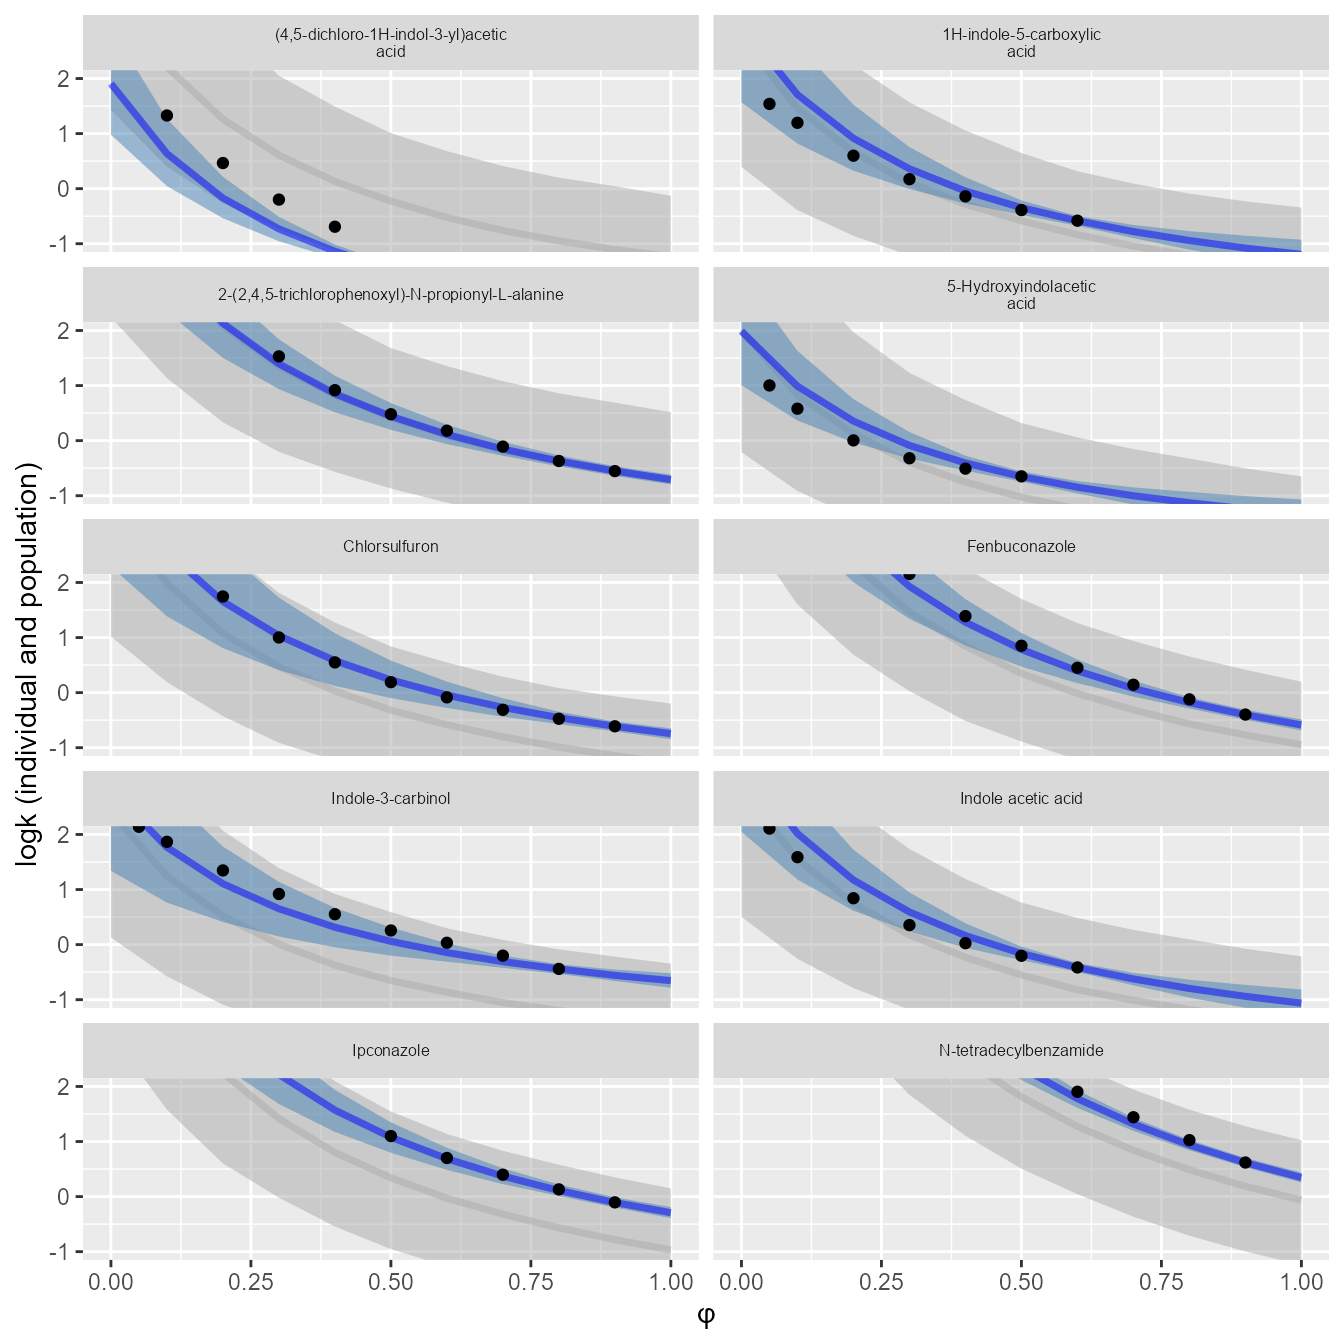 (4,5-dichloro-1H-indol-3-yl)acetic
acid
1H-indole-5-carboxylic
acid
2
1
0
-1
2-(2,4,5-trichlorophenoxyl)-N-propionyl-L-alanine
5-Hydroxyindolacetic
acid
2
1
0
-1
Chlorsulfuron
Fenbuconazole
2
1
0
-1
Indole-3-carbinol
Indole acetic acid
2
1
0
-1
Ipconazole
N-tetradecylbenzamide
2
1
0
-1
0.00 0.25 0.50 0.75 1.00 0.00 0.25 0.50 0.75 1.00
φ
logk (individual and population)